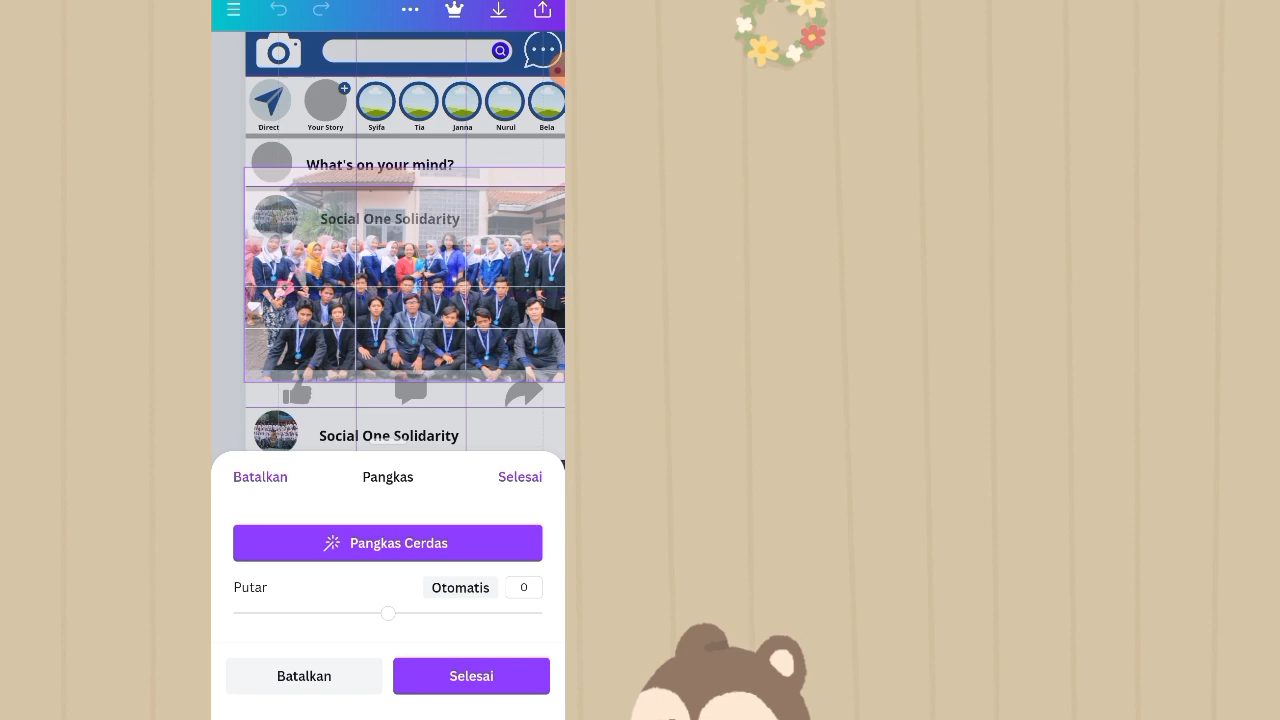 Direct
Your Story
Syifa
Tia
Janna
Nurul
Bela
What's on your mind?
Social One Solidarity
Social One Solidarity
Batalkan
Pangkas
Selesai
Pangkas Cerdas
Putar
Otomatis
0
Batalkan
Selesai